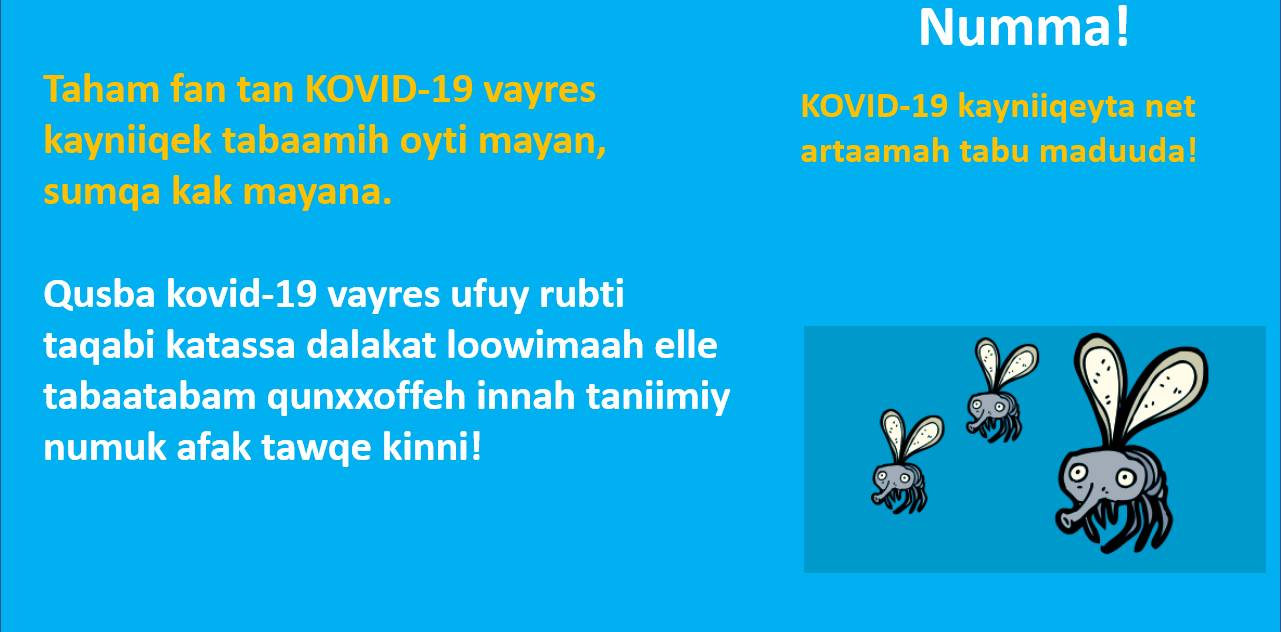 Numma!
Taham fan tan KOVID-19 vayres
kayniiqek tabaamih oyti mayan,
sumqa kak mayana.
Qusba kovid-19 vayres ufuy rubti
taqabi katassa dalakat loowimaah elle
tabaatabam qunxxoffeh innah taniimiy
numuk afak tawqe kinni!
KOVID-19 kayniiqeyta net
artaamah tabu maduuda!